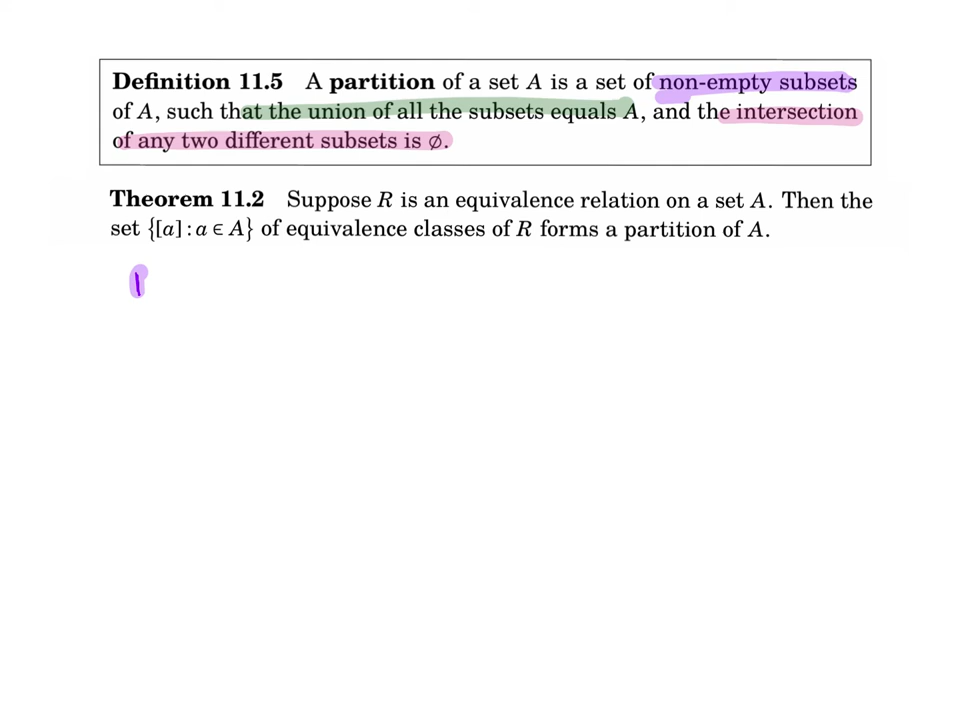 Definition 11.5 A partition of a set A is a set of non-empty subsets
of A, such that the union of all the subsets equals A, and the intersection
of any two different subsets is ∅.
Theorem 11.2 Suppose R is an equivalence relation on a set A. Then the
set {[a] : a ∈ A} of equivalence classes of R forms a partition of A.